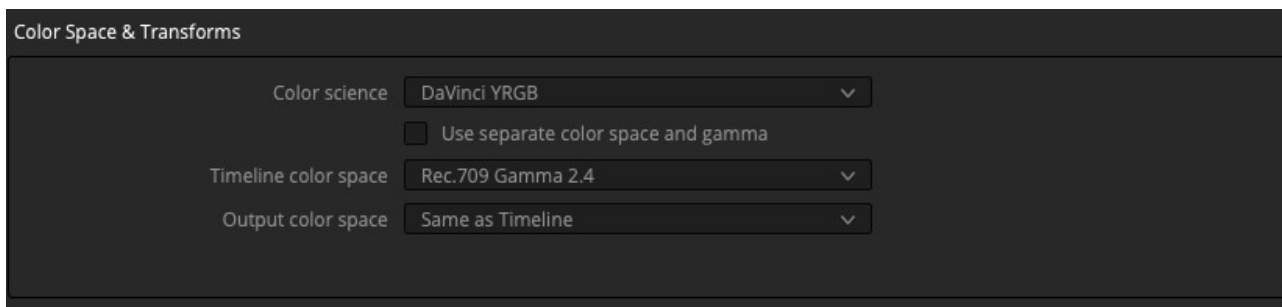 Color Space & Transforms
Color science DaVinci YRGB
Use separate color space and gamma
Timeline color space Rec.709 Gamma 2.4
Output color space Same as Timeline